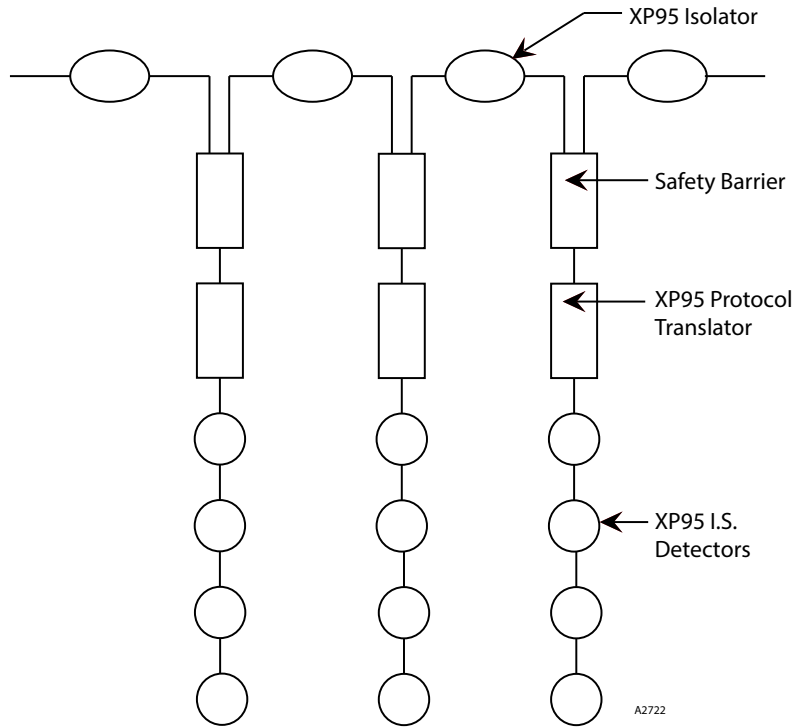 XP95 Isolator
Safety Barrier
XP95 Protocol
Translator
XP95 I.S.
Detectors
A2722